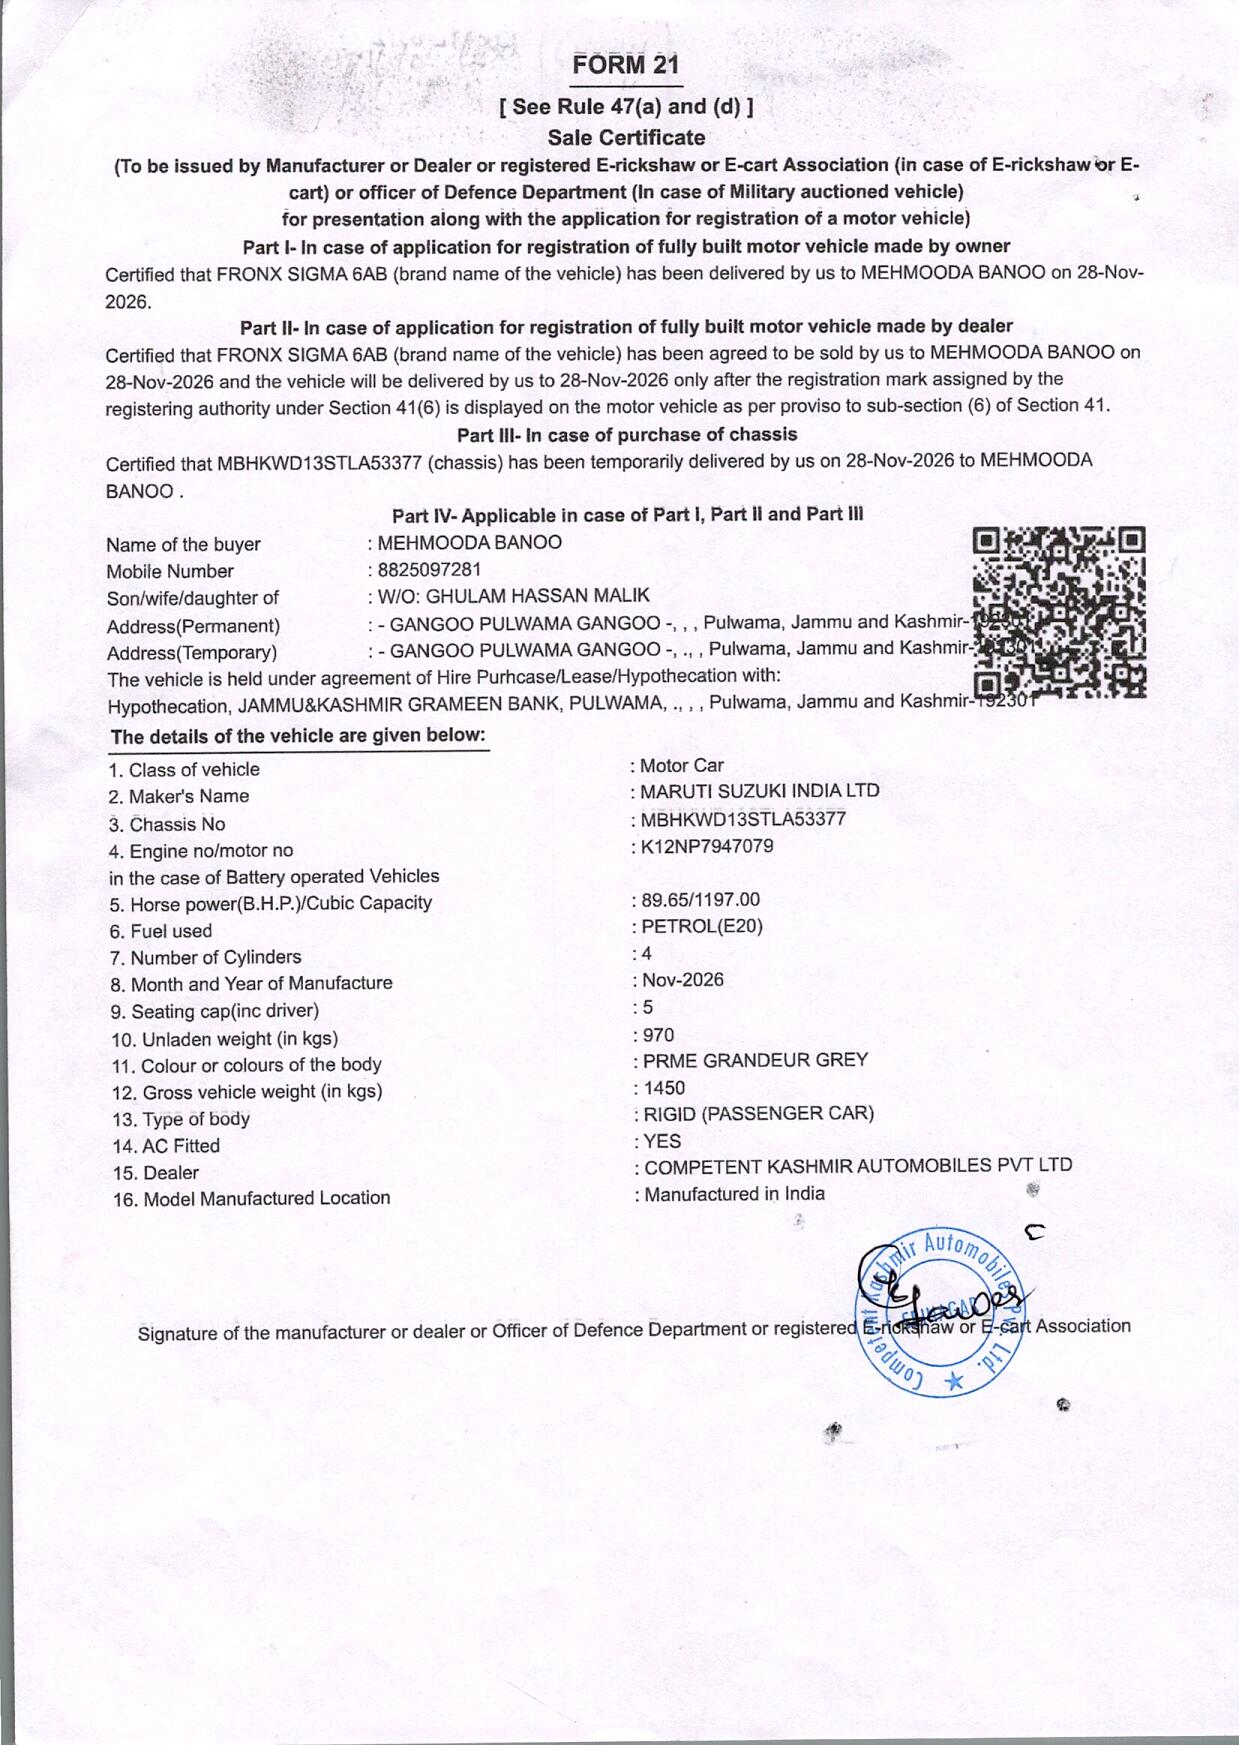 FORM 21
[ See Rule 47(a) and (d) ]
Sale Certificate
(To be issued by Manufacturer or Dealer or registered E-rickshaw or E-cart Association (in case of E-rickshaw or E-
cart) or officer of Defence Department (In case of Military auctioned vehicle)
for presentation along with the application for registration of a motor vehicle)
Part I- In case of application for registration of fully built motor vehicle made by owner
Certified that FRONX SIGMA 6AB (brand name of the vehicle) has been delivered by us to MEHMOODA BANOO on 28-Nov-
2026.
Part II- In case of application for registration of fully built motor vehicle made by dealer
Certified that FRONX SIGMA 6AB (brand name of the vehicle) has been agreed to be sold by us to MEHMOODA BANOO on
28-Nov-2026 and the vehicle will be delivered by us to 28-Nov-2026 only after the registration mark assigned by the
registering authority under Section 41(6) is displayed on the motor vehicle as per proviso to sub-section (6) of Section 41.
Part III- In case of purchase of chassis
Certified that MBHKWD13STLA53377 (chassis) has been temporarily delivered by us on 28-Nov-2026 to MEHMOODA
BANOO .
Part IV- Applicable in case of Part I, Part II and Part III
Name of the buyer : MEHMOODA BANOO
Mobile Number : 8825097281
Son/wife/daughter of : W/O: GHULAM HASSAN MALIK
Address(Permanent) : - GANGOO PULWAMA GANGOO -, , , Pulwama, Jammu and Kashmir-192301
Address(Temporary) : - GANGOO PULWAMA GANGOO -, ., , Pulwama, Jammu and Kashmir-192301
The vehicle is held under agreement of Hire Purhcase/Lease/Hypothecation with:
Hypothecation, JAMMU&KASHMIR GRAMEEN BANK, PULWAMA, ., , , Pulwama, Jammu and Kashmir-192301
The details of the vehicle are given below:
1. Class of vehicle : Motor Car
2. Maker's Name : MARUTI SUZUKI INDIA LTD
3. Chassis No : MBHKWD13STLA53377
4. Engine no/motor no : K12NP7947079
in the case of Battery operated Vehicles
5. Horse power(B.H.P.)/Cubic Capacity : 89.65/1197.00
6. Fuel used : PETROL(E20)
7. Number of Cylinders : 4
8. Month and Year of Manufacture : Nov-2026
9. Seating cap(inc driver) : 5
10. Unladen weight (in kgs) : 970
11. Colour or colours of the body : PRME GRANDEUR GREY
12. Gross vehicle weight (in kgs) : 1450
13. Type of body : RIGID (PASSENGER CAR)
14. AC Fitted : YES
15. Dealer : COMPETENT KASHMIR AUTOMOBILES PVT LTD
16. Model Manufactured Location : Manufactured in India
Competent Kashmir Automobiles Pvt. Ltd.
SRINAGAR
Signature of the manufacturer or dealer or Officer of Defence Department or registered E-rickshaw or E-cart Association